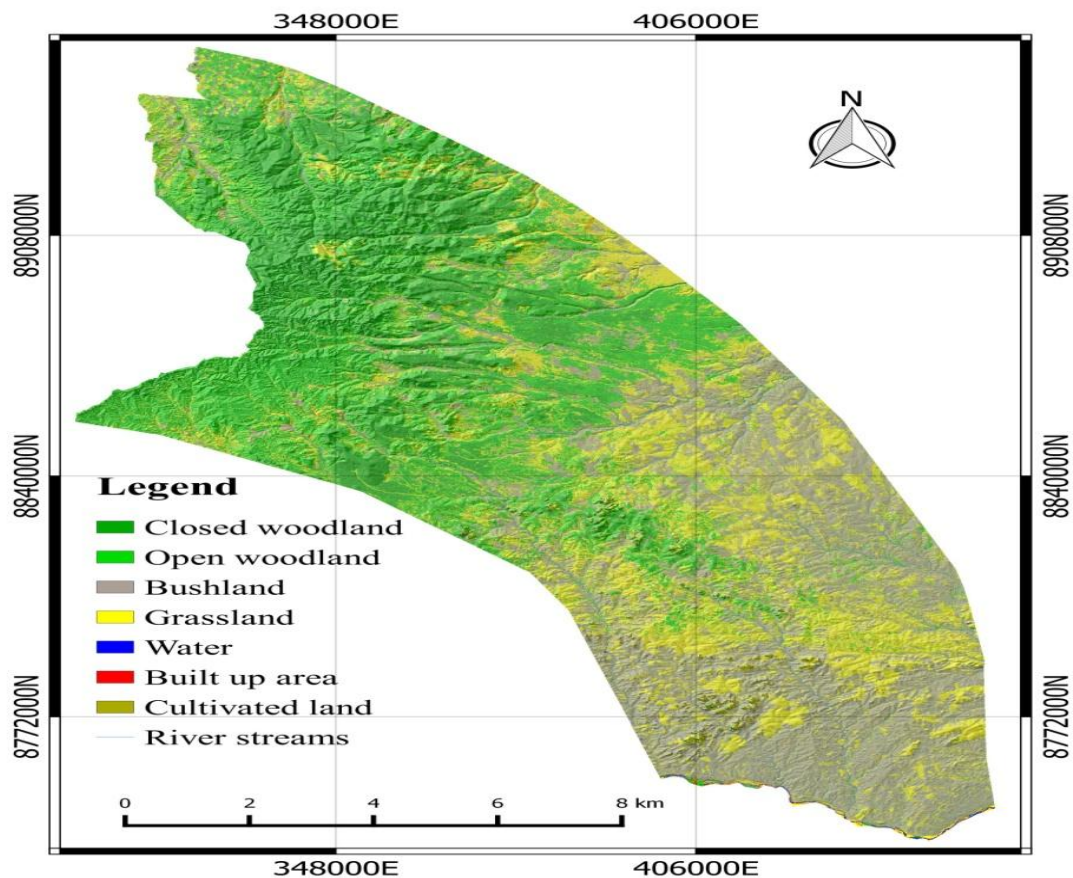 348000E 406000E
N
8908000N 8908000N
8840000N 8840000N
Legend
Closed woodland
Open woodland
Bushland
Grassland
Water
Built up area
Cultivated land
River streams
8772000N 8772000N
0 2 4 6 8 km
348000E 406000E